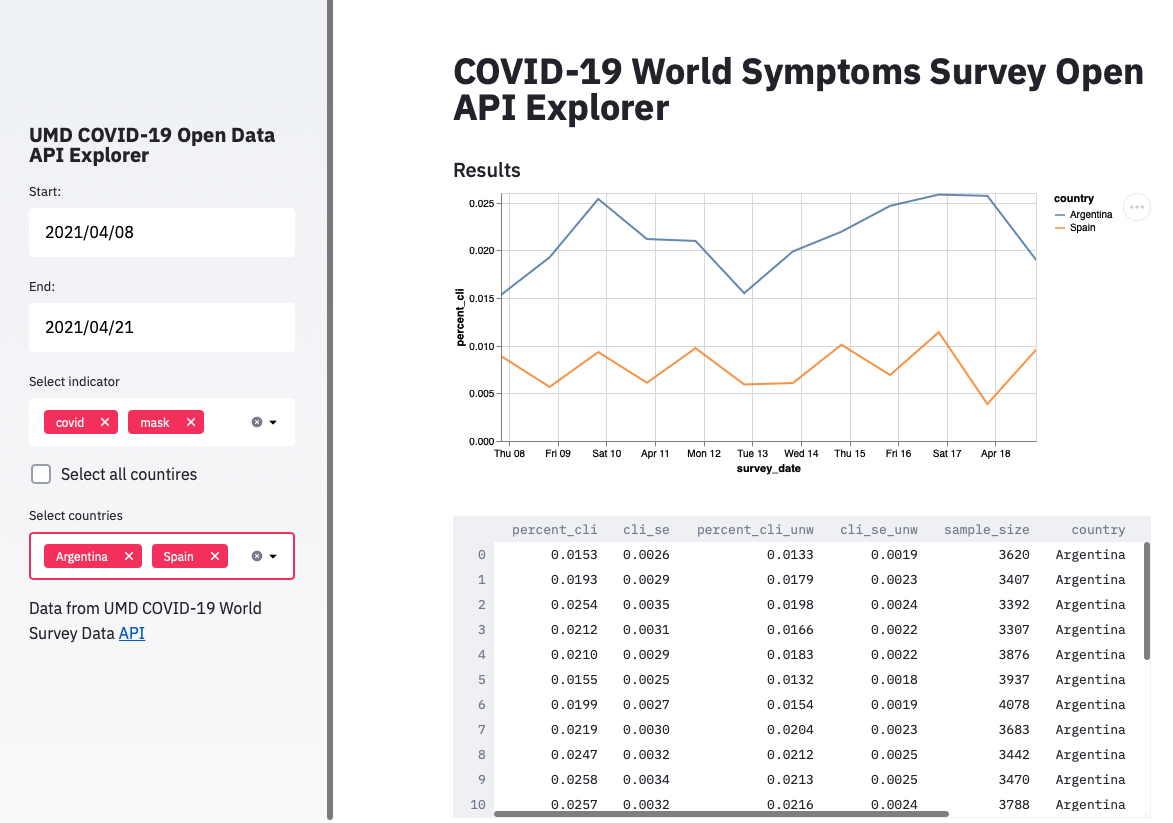 UMD COVID-19 Open Data
API Explorer
Start:
2021/04/08
End:
2021/04/21
Select indicator
covid × mask ×
Select all countires
Select countries
Argentina × Spain ×
Data from UMD COVID-19 World
Survey Data API
COVID-19 World Symptoms Survey Open
API Explorer
Results
percent_cli
0.025
0.020
0.015
0.010
0.005
0.000
Thu 08 Fri 09 Sat 10 Apr 11 Mon 12 Tue 13 Wed 14 Thu 15 Fri 16 Sat 17 Apr 18
survey_date
country
Argentina
Spain
percent_cli cli_se percent_cli_unw cli_se_unw sample_size country
0 0.0153 0.0026 0.0133 0.0019 3620 Argentina
1 0.0193 0.0029 0.0179 0.0023 3407 Argentina
2 0.0254 0.0035 0.0198 0.0024 3392 Argentina
3 0.0212 0.0031 0.0166 0.0022 3307 Argentina
4 0.0210 0.0029 0.0183 0.0022 3876 Argentina
5 0.0155 0.0025 0.0132 0.0018 3937 Argentina
6 0.0199 0.0027 0.0154 0.0019 4078 Argentina
7 0.0219 0.0030 0.0204 0.0023 3683 Argentina
8 0.0247 0.0032 0.0212 0.0025 3442 Argentina
9 0.0258 0.0034 0.0213 0.0025 3470 Argentina
10 0.0257 0.0032 0.0216 0.0024 3788 Argentina